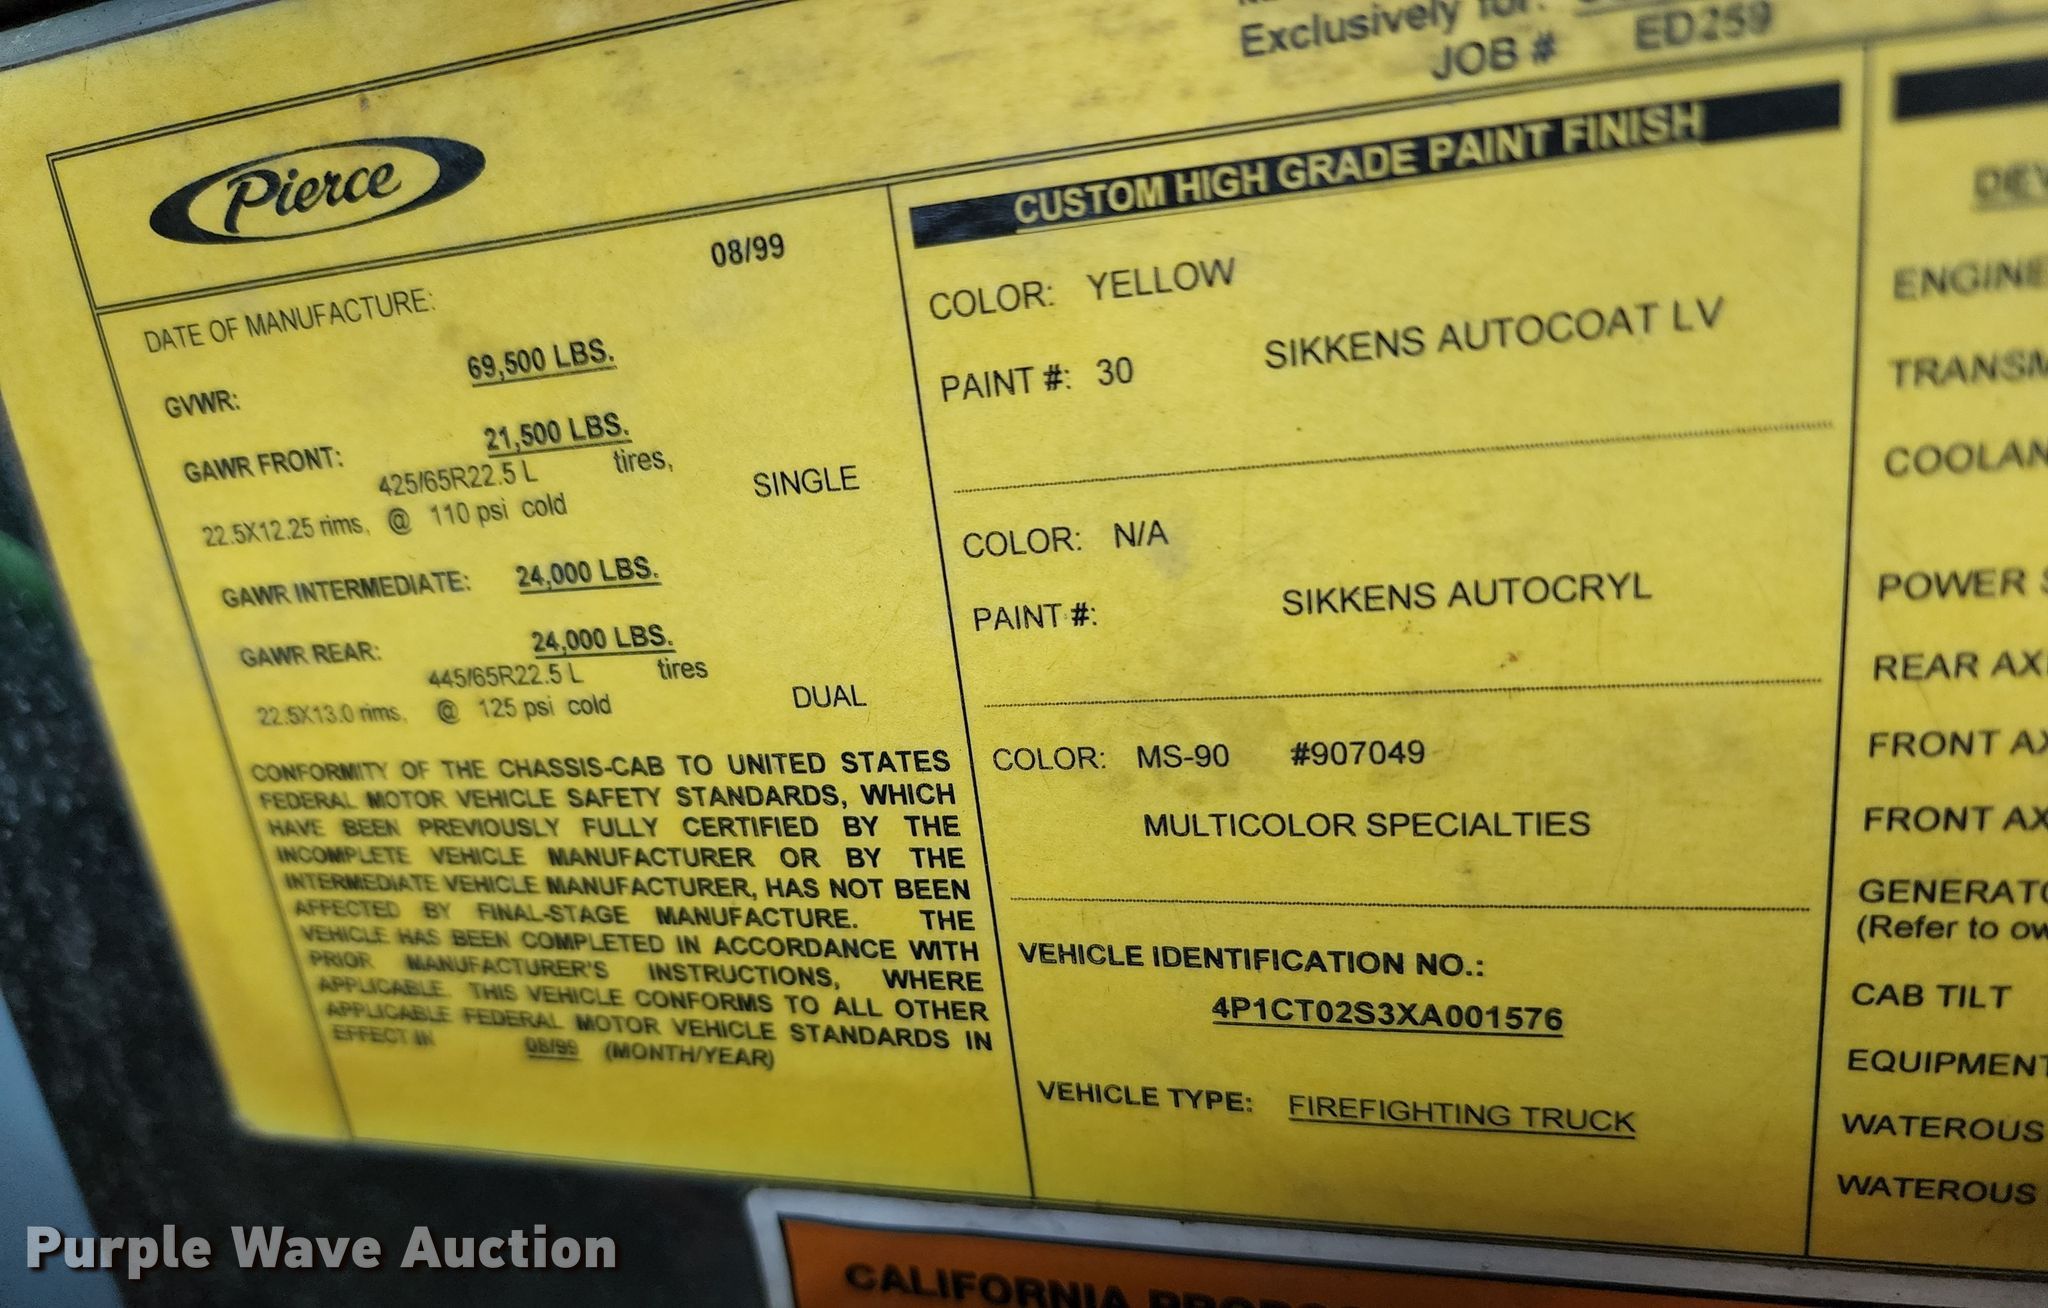 Exclusively for:
JOB # ED259
Pierce
DATE OF MANUFACTURE: 08/99
GVWR: 69,500 LBS.
GAWR FRONT: 21,500 LBS.
425/65R22.5 L tires, SINGLE
22.5X12.25 rims, @ 110 psi cold
GAWR INTERMEDIATE: 24,000 LBS.
GAWR REAR: 24,000 LBS.
445/65R22.5 L tires
22.5X13.0 rims, @ 125 psi cold DUAL
CONFORMITY OF THE CHASSIS-CAB TO UNITED STATES
FEDERAL MOTOR VEHICLE SAFETY STANDARDS, WHICH
HAVE BEEN PREVIOUSLY FULLY CERTIFIED BY THE
INCOMPLETE VEHICLE MANUFACTURER OR BY THE
INTERMEDIATE VEHICLE MANUFACTURER, HAS NOT BEEN
AFFECTED BY FINAL-STAGE MANUFACTURE. THE
VEHICLE HAS BEEN COMPLETED IN ACCORDANCE WITH
PRIOR MANUFACTURER'S INSTRUCTIONS, WHERE
APPLICABLE. THIS VEHICLE CONFORMS TO ALL OTHER
APPLICABLE FEDERAL MOTOR VEHICLE STANDARDS IN
EFFECT IN 08/99 (MONTH/YEAR)
CUSTOM HIGH GRADE PAINT FINISH
COLOR: YELLOW
PAINT #: 30 SIKKENS AUTOCOAT LV
COLOR: N/A
PAINT #: SIKKENS AUTOCRYL
COLOR: MS-90 #907049
MULTICOLOR SPECIALTIES
VEHICLE IDENTIFICATION NO.:
4P1CT02S3XA001576
VEHICLE TYPE: FIREFIGHTING TRUCK
ENGINE
POWER
REAR
FRONT
FRONT
(Refer to
CAB TILT
EQUIPMENT
WATEROUS
WATEROUS
CALIFORNIA
Purple Wave Auction